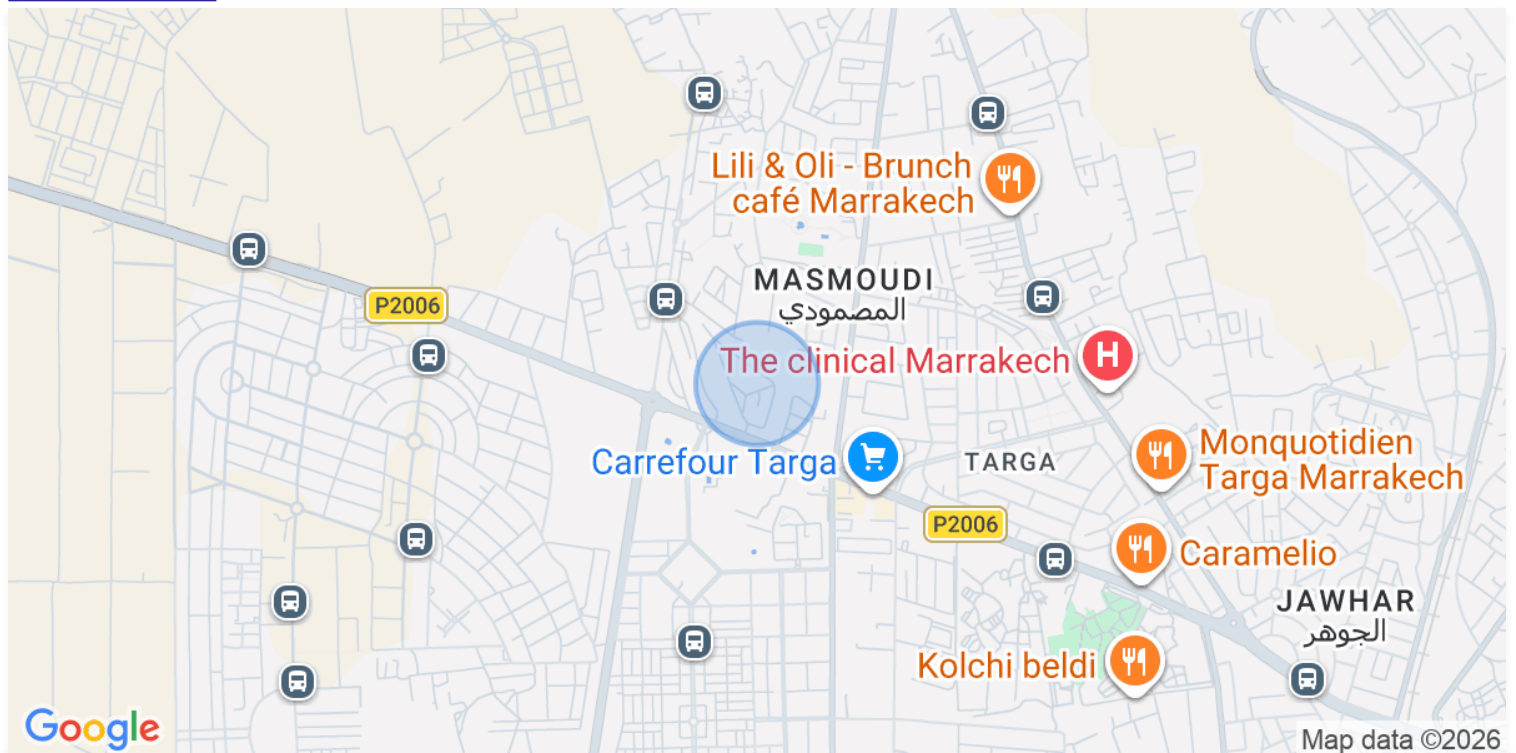 Lili & Oli - Brunch
café Marrakech
MASMOUDI
المصمودي
P2006
The clinical Marrakech
Monquotidien
Targa Marrakech
Carrefour Targa
TARGA
P2006
Caramelio
JAWHAR
الجوهر
Kolchi beldi
Google
Map data ©2026
H